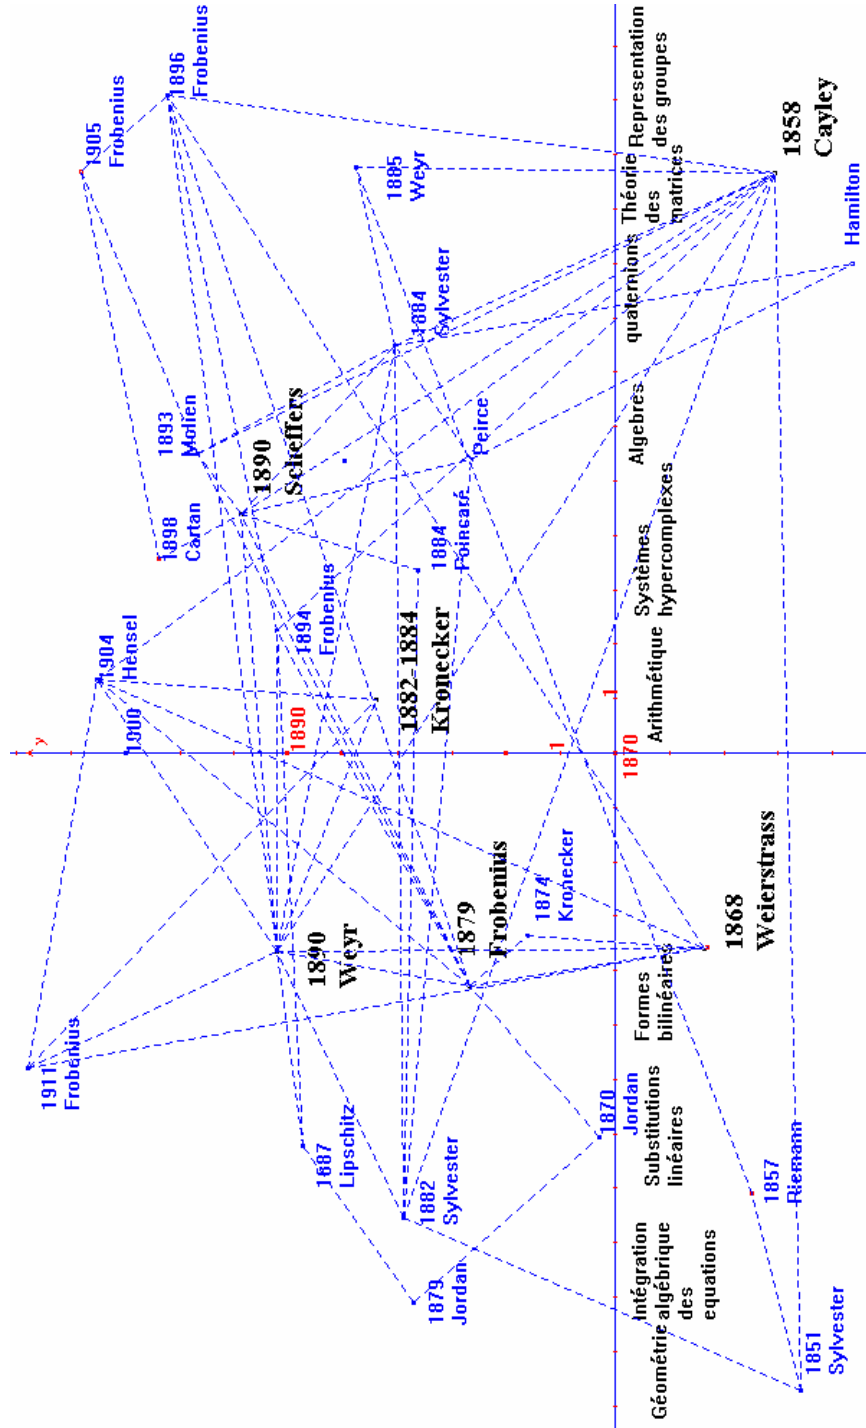 1911
Frobenius
1904
Hensel
1900
y
1905
Frobenius
1896
Frobenius
1898
Cartan
1893
Molien
1890
Scheffers
1887
Lipschitz
1890
Weyr
1890
1894
Frobenius
1885
Weyr
1879
Jordan
1882
Sylvester
1882-1884
Kronecker
1884
Poincaré
1884
Sylvester
Peirce
1879
Frobenius
1874
Kronecker
1870
Jordan
1
1
1870
Géométrie
Intégration
algébrique
des
equations
Substitutions
linéaires
Formes
bilinéaires
Arithmétique
Systèmes
hypercomplexes
Algebres
quaternions
Théorie
des
matrices
Representation
des groupes
1868
Weierstrass
1857
Riemann
1851
Sylvester
1858
Cayley
Hamilton